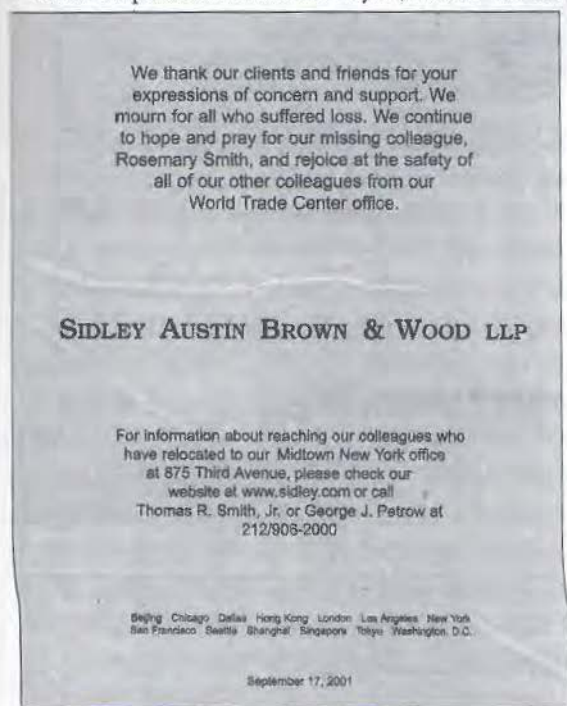 We thank our clients and friends for your
expressions of concern and support. We
mourn for all who suffered loss. We continue
to hope and pray for our missing colleague,
Rosemary Smith, and rejoice at the safety of
all of our other colleagues from our
World Trade Center office.
SIDLEY AUSTIN BROWN & WOOD LLP
For information about reaching our colleagues who
have relocated to our Midtown New York office
at 875 Third Avenue, please check our
website at www.sidley.com or call
Thomas R. Smith, Jr. or George J. Petrow at
212/906-2000
Beijing Chicago Dallas Hong Kong London Los Angeles New York
San Francisco Seattle Shanghai Singapore Tokyo Washington, D.C.
September 17, 2001